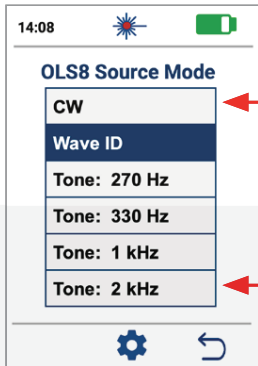 14:08
OLS8 Source Mode
CW
Wave ID
Tone: 270 Hz
Tone: 330 Hz
Tone: 1 kHz
Tone: 2 kHz